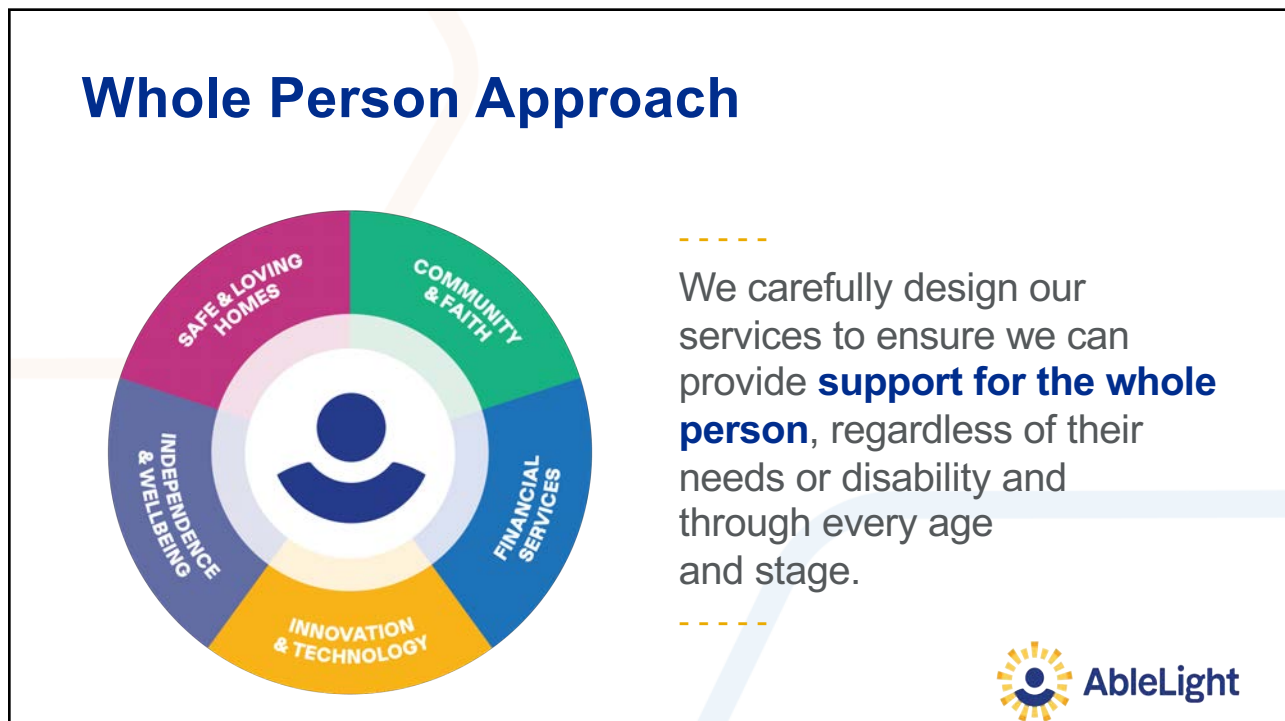 Whole Person Approach
SAFE & LOVING
HOMES
COMMUNITY
& FAITH
INDEPENDENCE
& WELLBEING
FINANCIAL
SERVICES
INNOVATION
& TECHNOLOGY
- - - - -
We carefully design our
services to ensure we can
provide support for the whole
person, regardless of their
needs or disability and
through every age
and stage.
- - - - -
AbleLight